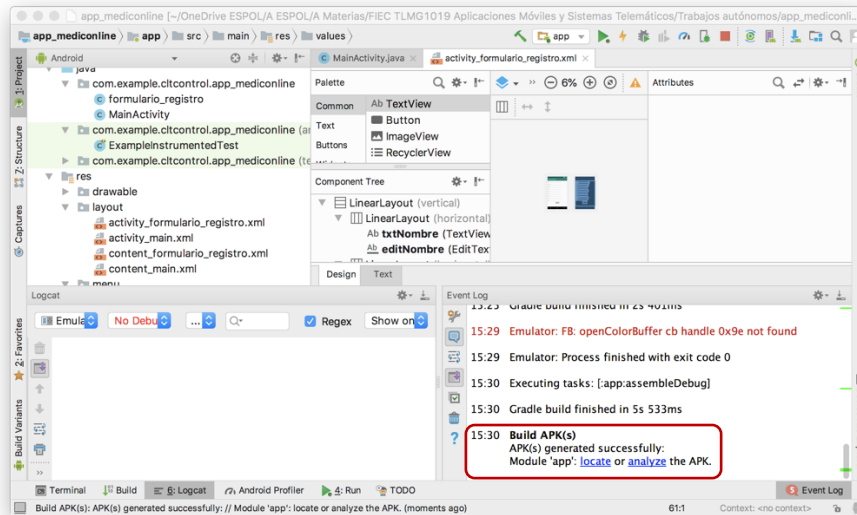 app_mediconline [~/OneDrive ESPOL/A ESPOL/A Materias/FIEC TLMG1019 Aplicaciones Móviles y Sistemas Telemáticos/Trabajos autónomos/app_mediconli...
app_mediconline app src main res values app
1: Project
Android
MainActivity.java activity_formulario_registro.xml
java
com.example.cltcontrol.app_mediconline
formulario_registro
MainActivity
com.example.cltcontrol.app_mediconline (ar
ExampleInstrumentedTest
com.example.cltcontrol.app_mediconline (te
res
drawable
layout
activity_formulario_registro.xml
activity_main.xml
content_formulario_registro.xml
content_main.xml
menu
Z: Structure
Captures
2: Favorites
Build Variants
Palette
Common
Text
Buttons
Ab TextView
Button
ImageView
RecyclerView
6%
Attributes
Component Tree
LinearLayout (vertical)
LinearLayout (horizontal)
Ab txtNombre (TextView
Ab editNombre (EditTex
Design Text
Logcat
Emula No Debu ... Regex Show on
Event Log
15:25 Gradle build finished in 2s 401ms
15:29 Emulator: FB: openColorBuffer cb handle 0x9e not found
15:29 Emulator: Process finished with exit code 0
15:30 Executing tasks: [:app:assembleDebug]
15:30 Gradle build finished in 5s 533ms
15:30 Build APK(s)
APK(s) generated successfully:
Module 'app': locate or analyze the APK.
Terminal Build 6: Logcat Android Profiler 4: Run TODO Event Log
Build APK(s): APK(s) generated successfully: // Module 'app': locate or analyze the APK. (moments ago) 61:1 Context: <no context>